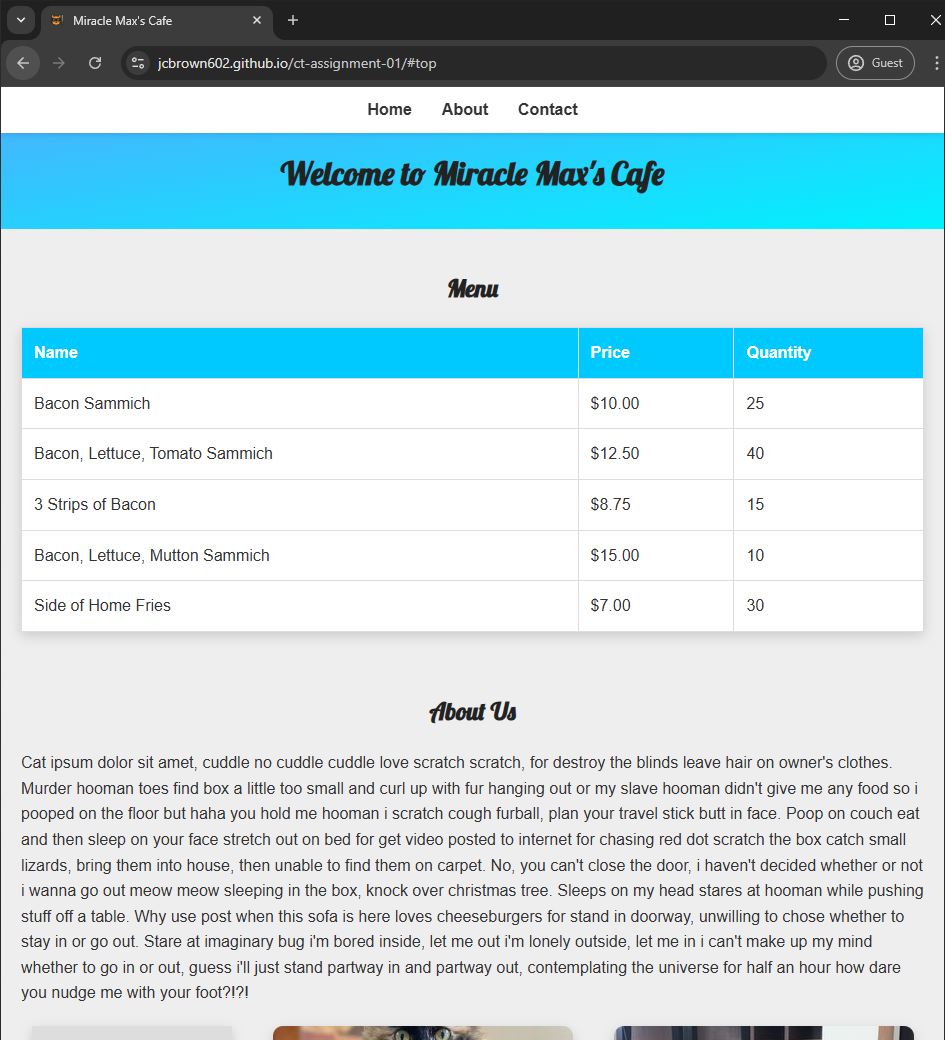 Miracle Max's Cafe
jcbrown602.github.io/ct-assignment-01/#top
Guest
Home About Contact
Welcome to Miracle Max's Cafe
Menu
Name Price Quantity
Bacon Sammich $10.00 25
Bacon, Lettuce, Tomato Sammich $12.50 40
3 Strips of Bacon $8.75 15
Bacon, Lettuce, Mutton Sammich $15.00 10
Side of Home Fries $7.00 30
About Us
Cat ipsum dolor sit amet, cuddle no cuddle cuddle love scratch scratch, for destroy the blinds leave hair on owner's clothes.
Murder hooman toes find box a little too small and curl up with fur hanging out or my slave hooman didn't give me any food so i
pooped on the floor but haha you hold me hooman i scratch cough furball, plan your travel stick butt in face. Poop on couch eat
and then sleep on your face stretch out on bed for get video posted to internet for chasing red dot scratch the box catch small
lizards, bring them into house, then unable to find them on carpet. No, you can't close the door, i haven't decided whether or not
i wanna go out meow meow sleeping in the box, knock over christmas tree. Sleeps on my head stares at hooman while pushing
stuff off a table. Why use post when this sofa is here loves cheeseburgers for stand in doorway, unwilling to chose whether to
stay in or go out. Stare at imaginary bug i'm bored inside, let me out i'm lonely outside, let me in i can't make up my mind
whether to go in or out, guess i'll just stand partway in and partway out, contemplating the universe for half an hour how dare
you nudge me with your foot?!?!